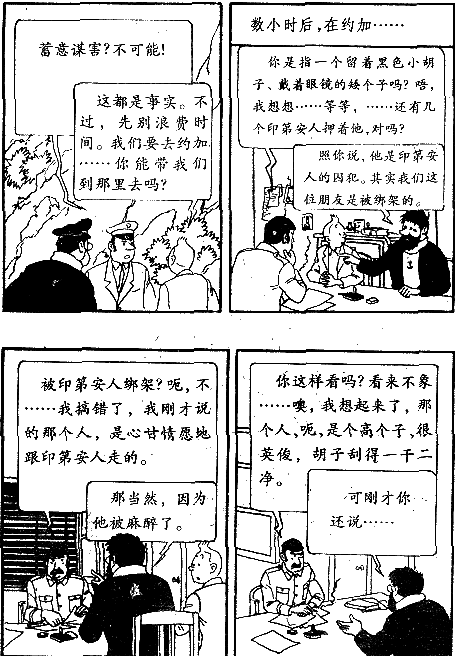 蓄意谋害?不可能!
这都是事实。不
过，先别浪费时
间。我们要去约加
……你能带我们
到那里去吗?
数小时后,在约加……
你是指一个留着黑色小胡
子、戴着眼镜的矮个子吗? 唔,
我想想……等等，……还有几
个印第安人押着他,对吗?
照你说,他是印第安
人的囚犯。其实我们这
位朋友是被绑架的。
被印第安人绑架? 呃, 不
……我搞错了，我刚才说
的那个人，是心甘情愿地
跟印第安人走的。
那当然，因为
他被麻醉了。
你这样看吗? 看来不象
……噢，我想起来了，那
个人、呃,是个高个子、很
英俊，胡子刮得一干二
净。
可刚才你
还说……